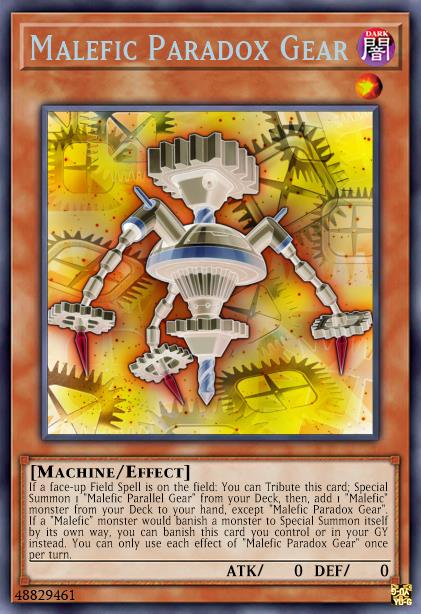 MALEFIC PARADOX GEAR
DARK
闇
[MACHINE/EFFECT]
If a face-up Field Spell is on the field: You can Tribute this card; Special
Summon 1 "Malefic Parallel Gear" from your Deck, then, add 1 "Malefic"
monster from your Deck to your hand, except "Malefic Paradox Gear".
If a "Malefic" monster would banish a monster to Special Summon itself
by its own way, you can banish this card you control or in your GY
instead. You can only use each effect of "Malefic Paradox Gear" once
per turn.
ATK/ 0 DEF/ 0
48829461